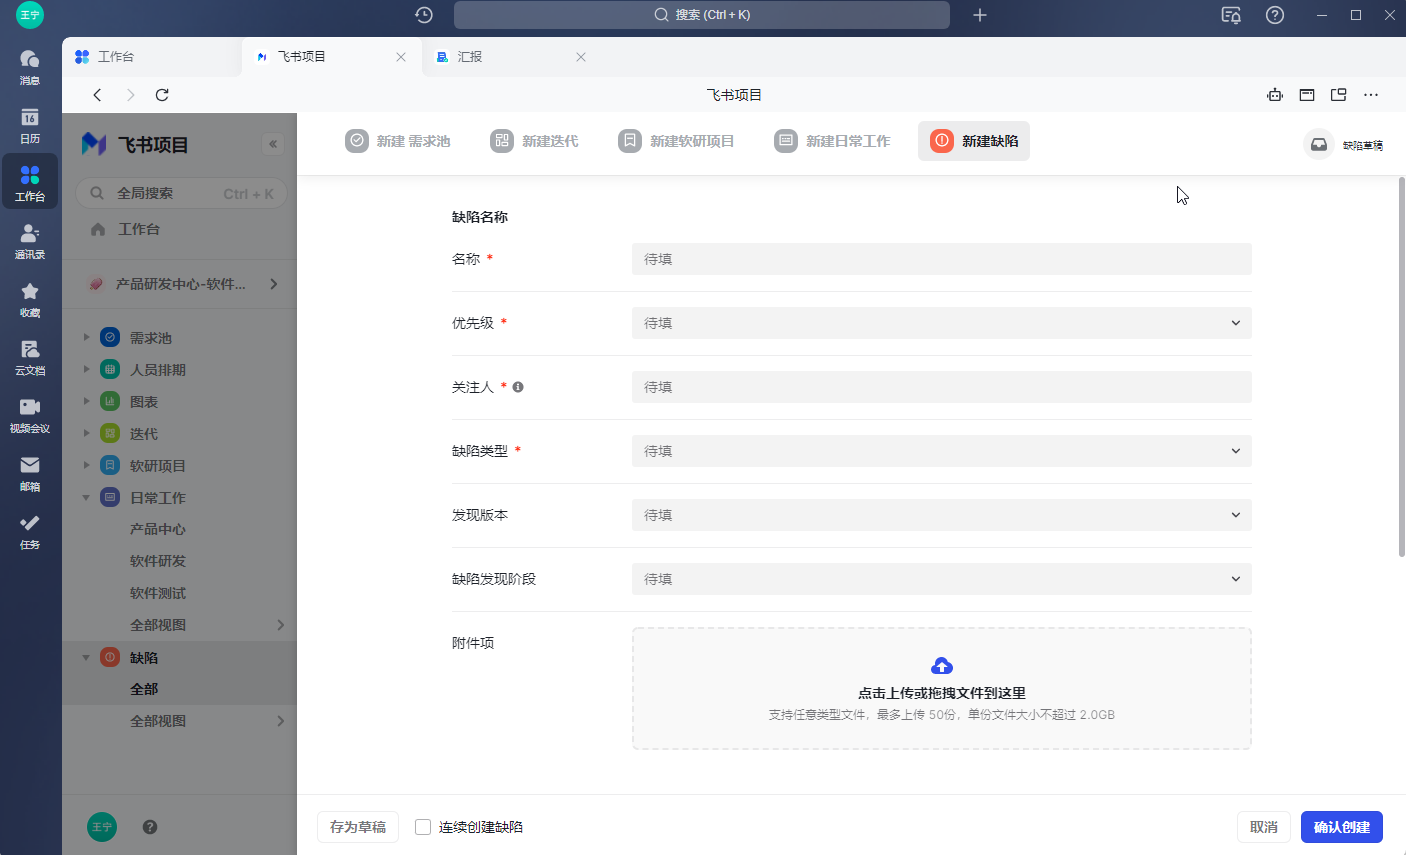 王宁
搜索 (Ctrl + K)
消息
16
日历
工作台
通讯录
收藏
云文档
视频会议
邮箱
任务
工作台
飞书项目
汇报
飞书项目
飞书项目
全局搜索 Ctrl + K
工作台
产品研发中心-软件...
需求池
人员排期
图表
迭代
软研项目
日常工作
产品中心
软件研发
软件测试
全部视图
缺陷
全部
全部视图
王宁
新建 需求池
新建迭代
新建软研项目
新建日常工作
新建缺陷
缺陷草稿
缺陷名称
名称 * 待填
优先级 * 待填
关注人 * 待填
缺陷类型 * 待填
发现版本 待填
缺陷发现阶段 待填
附件项
点击上传或拖拽文件到这里
支持任意类型文件，最多上传 50份，单份文件大小不超过 2.0GB
存为草稿
连续创建缺陷
取消
确认创建